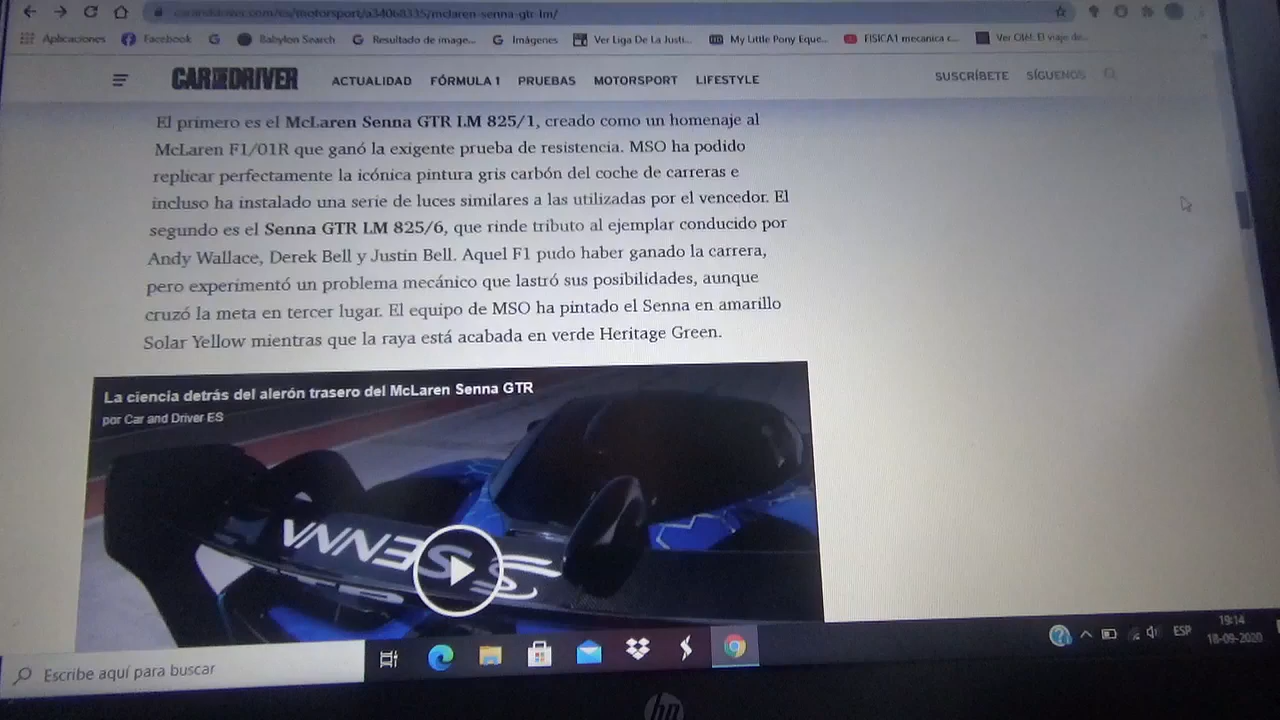 caranddriver.com/es/motorsport/a34068335/mclaren-senna-gtr-lm/
Aplicaciones Facebook Babylon Search Resultado de image... Imágenes Ver Liga De La Justi... My Little Pony Eque... FISICA1 mecanica c... Ver Olé!: El viaje de...
CAR AND DRIVER ACTUALIDAD FÓRMULA 1 PRUEBAS MOTORSPORT LIFESTYLE SUSCRÍBETE SÍGUENOS
El primero es el McLaren Senna GTR LM 825/1, creado como un homenaje al
McLaren F1/01R que ganó la exigente prueba de resistencia. MSO ha podido
replicar perfectamente la icónica pintura gris carbón del coche de carreras e
incluso ha instalado una serie de luces similares a las utilizadas por el vencedor. El
segundo es el Senna GTR LM 825/6, que rinde tributo al ejemplar conducido por
Andy Wallace, Derek Bell y Justin Bell. Aquel F1 pudo haber ganado la carrera,
pero experimentó un problema mecánico que lastró sus posibilidades, aunque
cruzó la meta en tercer lugar. El equipo de MSO ha pintado el Senna en amarillo
Solar Yellow mientras que la raya está acabada en verde Heritage Green.
La ciencia detrás del alerón trasero del McLaren Senna GTR
por Car and Driver ES
SENNA
Escribe aquí para buscar
ESP
19:14
18-09-2020
hp